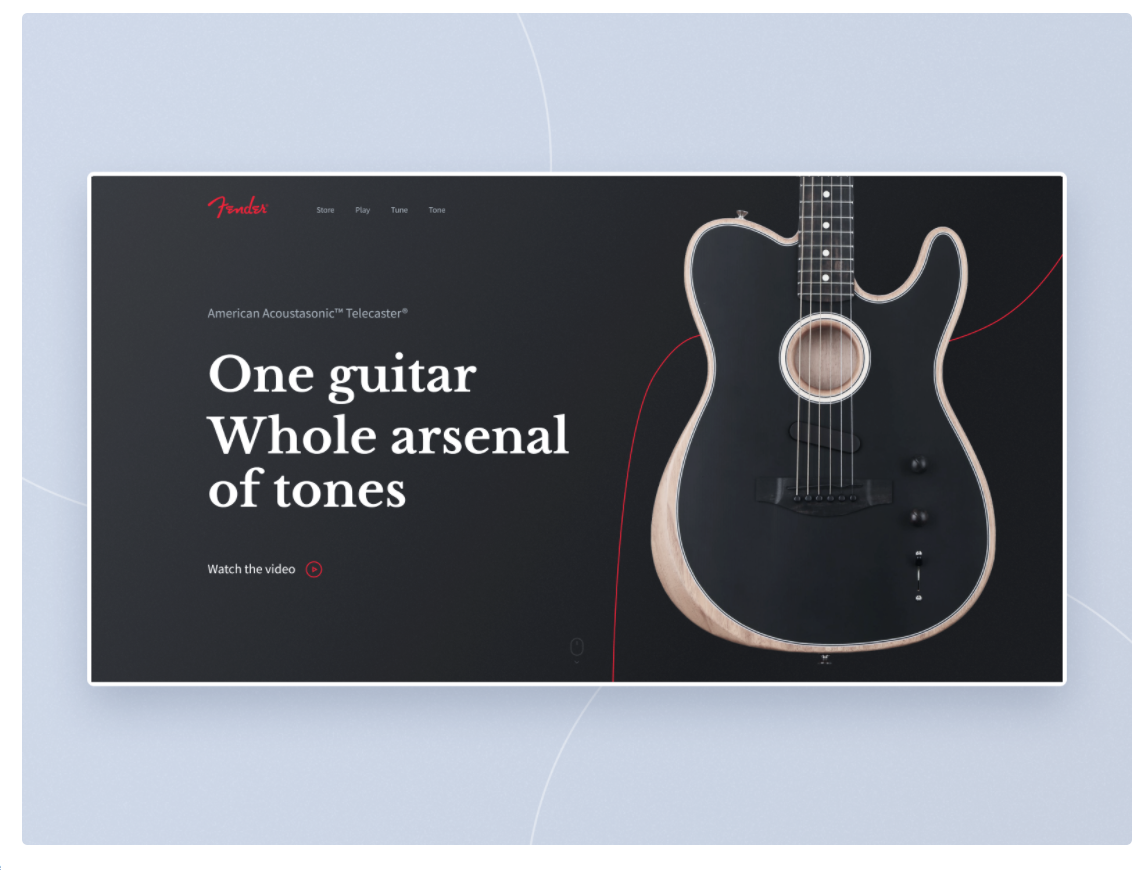 Fender
Store Play Tune Tone
American Acoustasonic™ Telecaster®
One guitar
Whole arsenal
of tones
Watch the video